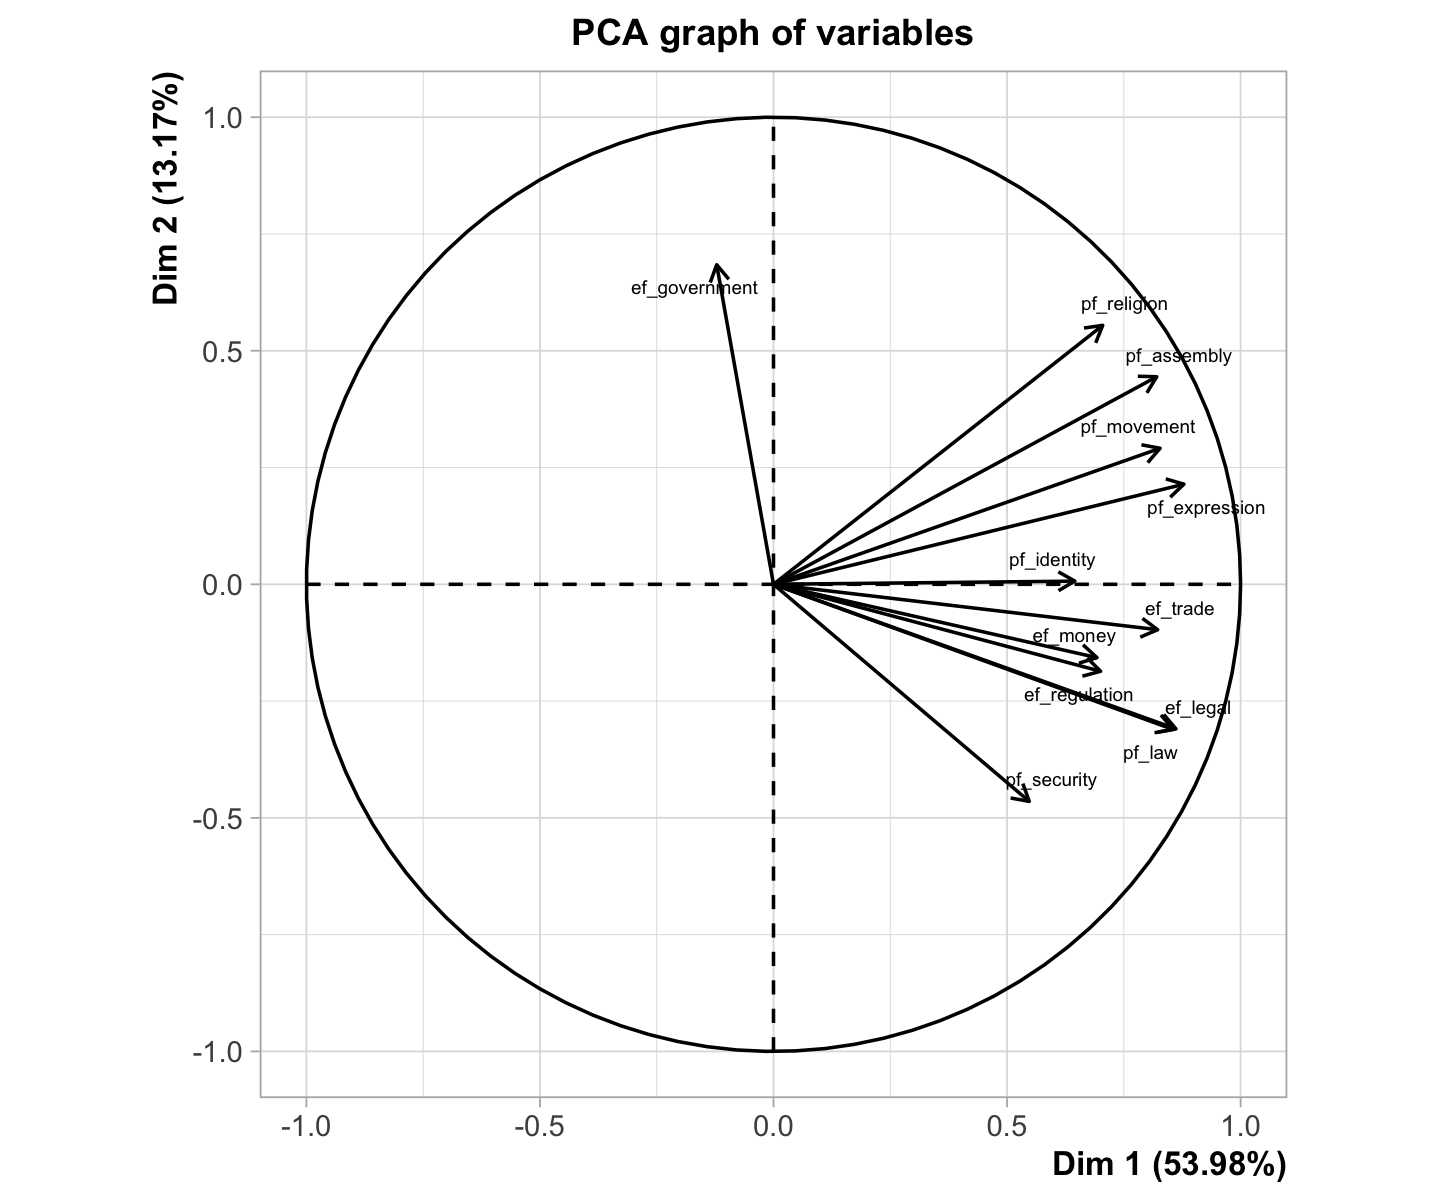 PCA graph of variables
Dim 2 (13.17%)
1.0
0.5
0.0
-0.5
-1.0
ef_government
pf_religion
pf_assembly
pf_movement
pf_expression
pf_identity
ef_trade
ef_money
ef_regulation
ef_legal
pf_law
pf_security
-1.0
-0.5
0.0
0.5
1.0
Dim 1 (53.98%)